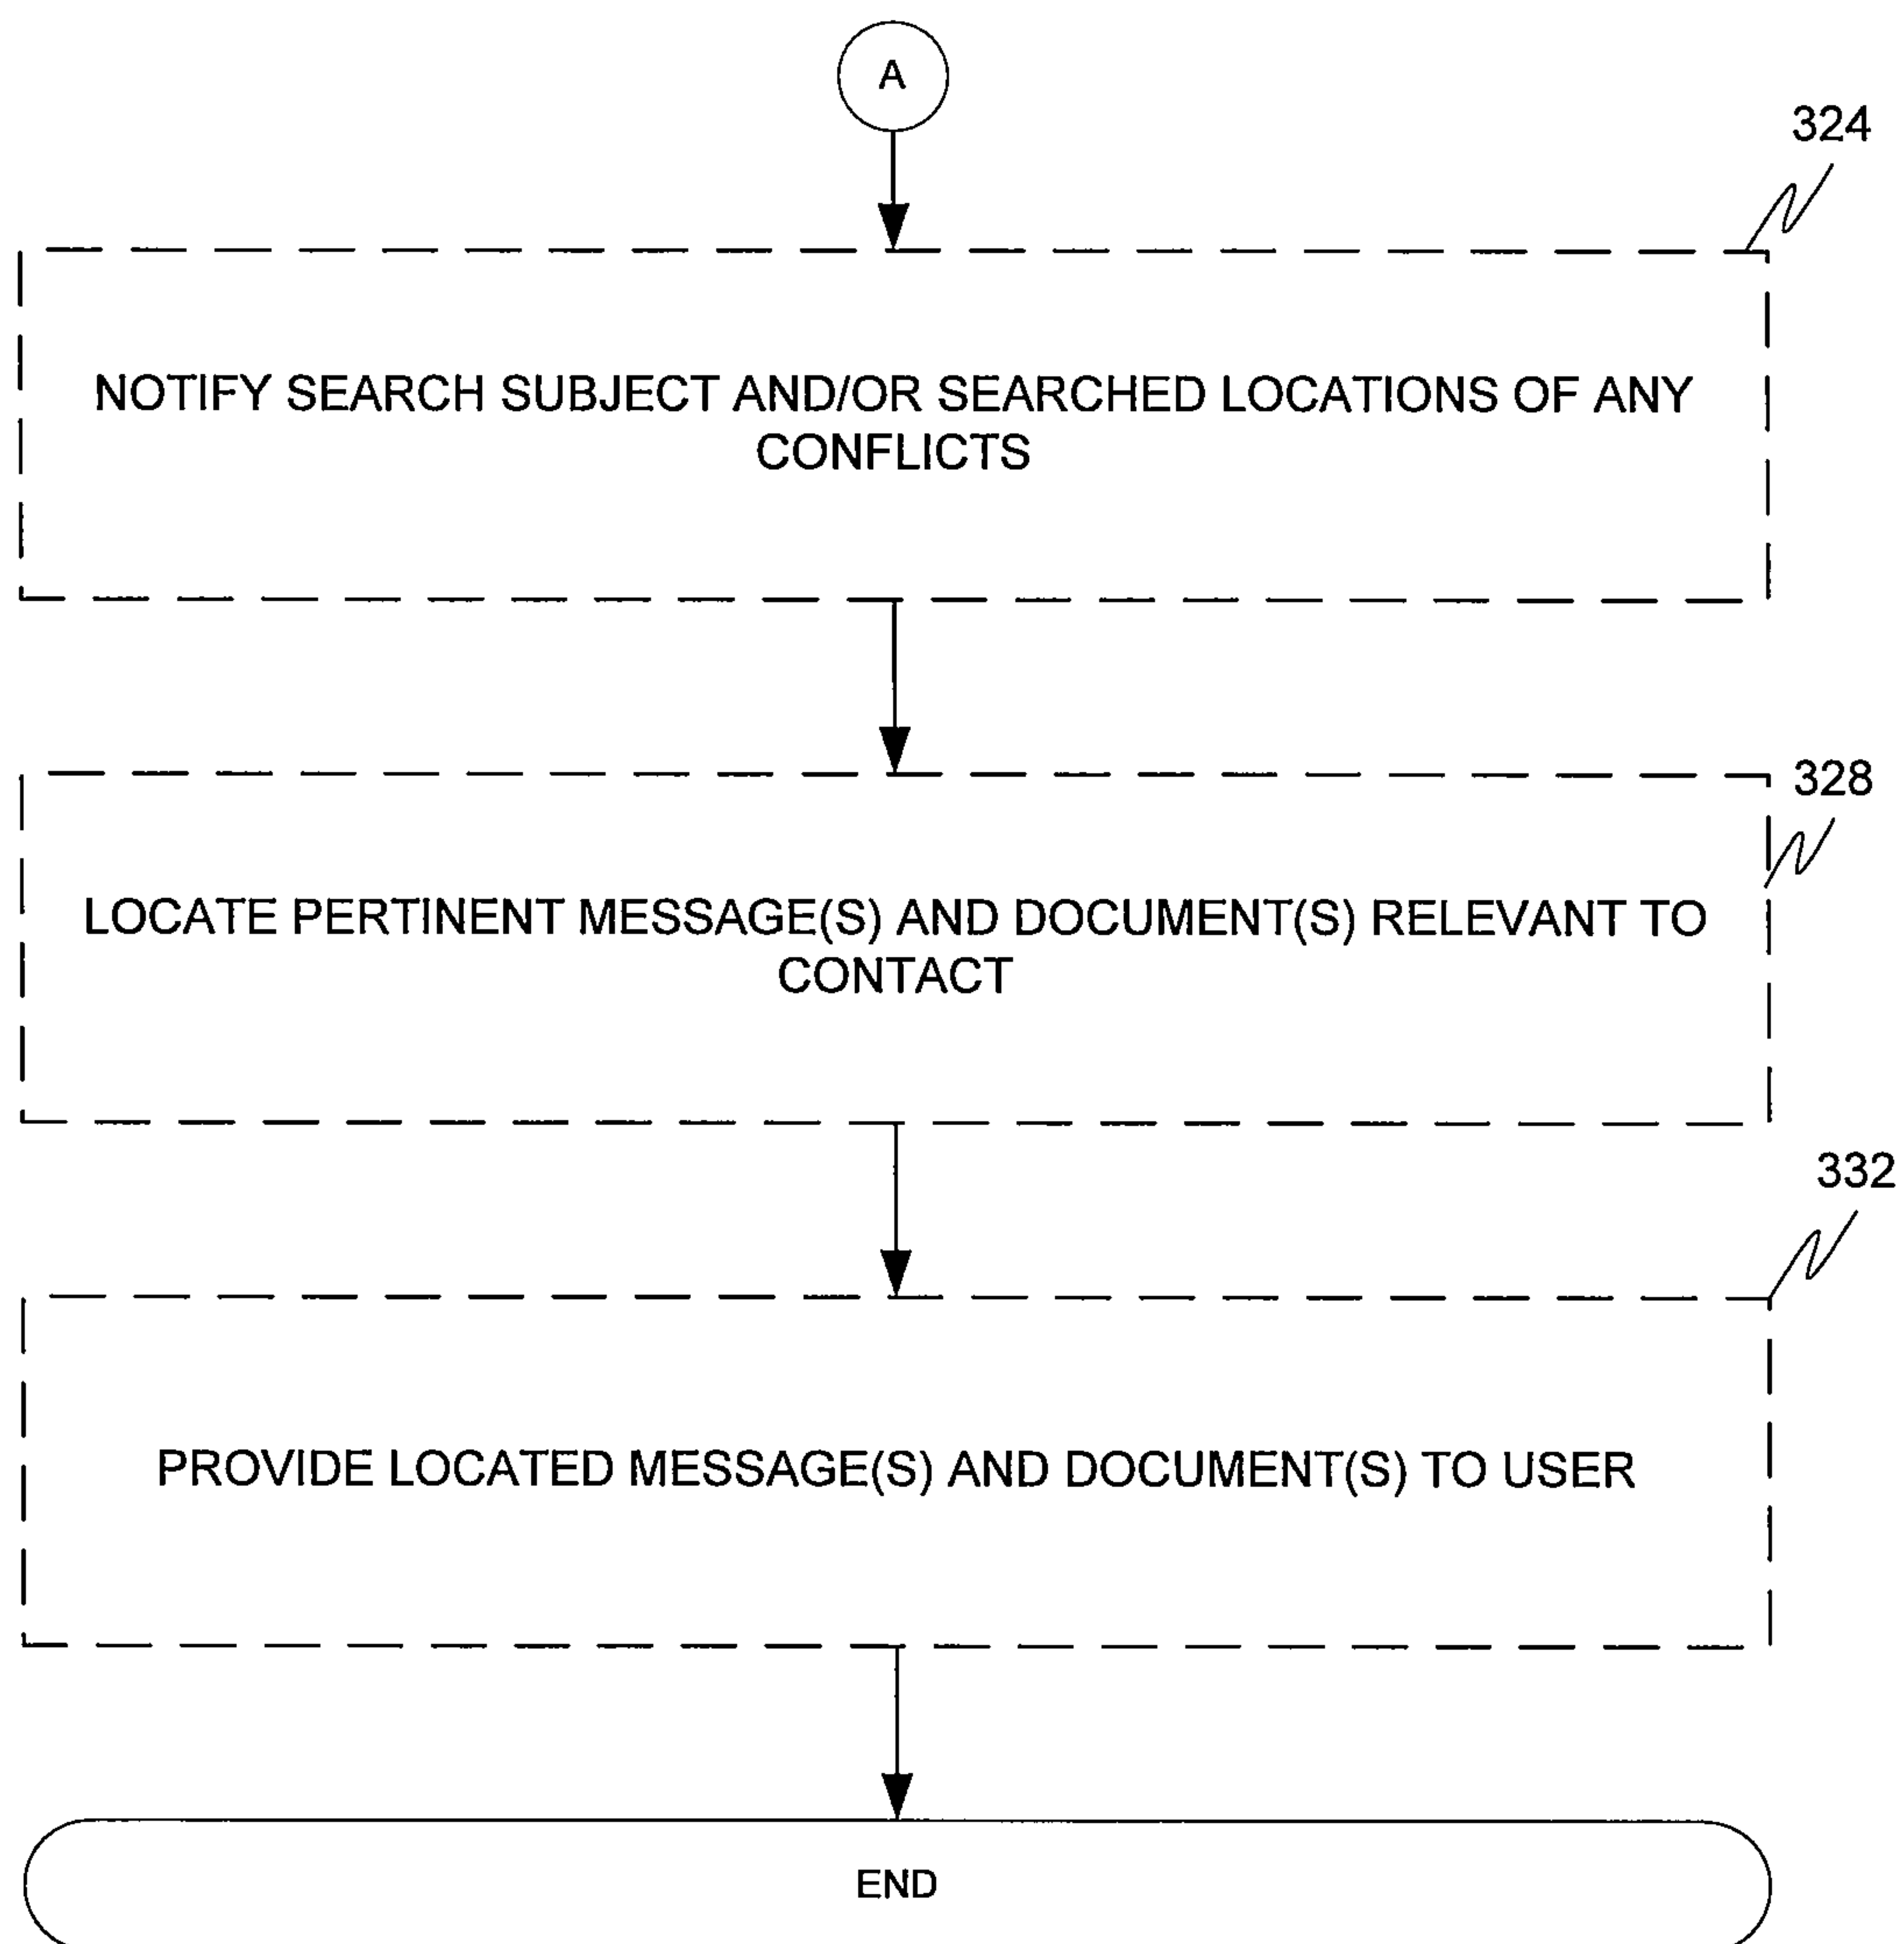 A
324
NOTIFY SEARCH SUBJECT AND/OR SEARCHED LOCATIONS OF ANY
CONFLICTS
328
LOCATE PERTINENT MESSAGE(S) AND DOCUMENT(S) RELEVANT TO
CONTACT
332
PROVIDE LOCATED MESSAGE(S) AND DOCUMENT(S) TO USER
END